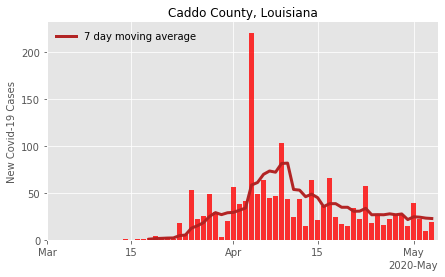 Caddo County, Louisiana
7 day moving average
New Covid-19 Cases
200
150
100
50
0
Mar
15
Apr
15
May
2020-May